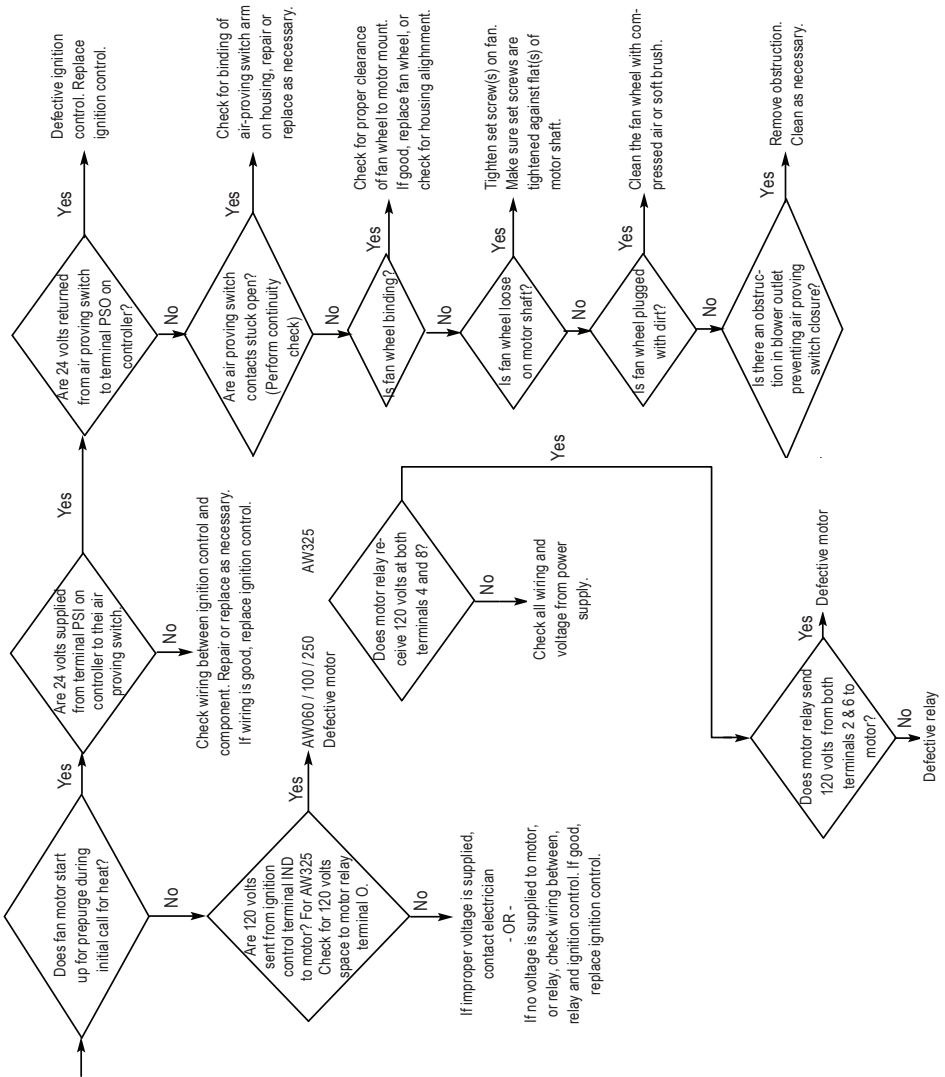 Does fan motor start
up for prepurge during
initial call for heat?
Yes
No
Are 24 volts supplied
from terminal PSI on
controller to thei air
proving switch.
Yes
No
Check wiring between ignition control and
component. Repair or replace as necessary.
If wiring is good, replace ignition control.
Are 24 volts returned
from air proving switch
to terminal PSO on
controller?
Yes
Defective ignition
control. Replace
ignition control.
No
Are air proving switch
contacts stuck open?
(Perform continuity
check)
Yes
Check for binding of
air-proving switch arm
on housing, repair or
replace as necessary.
No
Is fan wheel binding?
Yes
Check for proper clearance
of fan wheel to motor mount.
If good, replace fan wheel, or
check for housing alighnment.
No
Is fan wheel loose
on motor shaft?
Yes
Tighten set screw(s) on fan.
Make sure set screws are
tightened against flat(s) of
motor shaft.
No
Is fan wheel plugged
with dirt?
Yes
Clean the fan wheel with com-
pressed air or soft brush.
No
Is there an obstruc-
tion in blower outlet
preventing air proving
switch closure?
Yes
Remove obstruction.
Clean as necessary.
Are 120 volts
sent from ignition
control terminal IND
to motor? For AW325
Check for 120 volts
space to motor relay
terminal O.
Yes
AW060 / 100 / 250
Defective motor
AW325
No
If improper voltage is supplied,
contact electrician
- OR -
If no voltage is supplied to motor,
or relay, check wiring between,
relay and ignition control. If good,
replace ignition control.
Does motor relay re-
ceive 120 volts at both
terminals 4 and 8?
Yes
No
Check all wiring and
voltage from power
supply.
Does motor relay send
120 volts from both
terminals 2 & 6 to
motor?
Yes
Defective motor
No
Defective relay